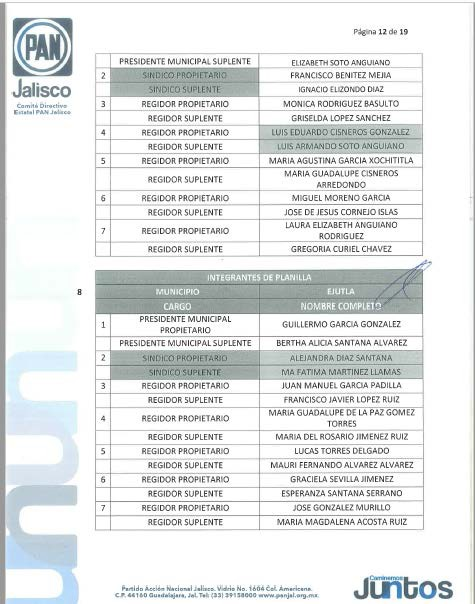 Página 12 de 19
PAN
Jalisco
Comité Directivo
Estatal PAN Jalisco
PRESIDENTE MUNICIPAL SUPLENTE ELIZABETH SOTO ANGUIANO
2 SINDICO PROPIETARIO FRANCISCO BENITEZ MEJIA
SINDICO SUPLENTE IGNACIO ELIZONDO DIAZ
3 REGIDOR PROPIETARIO MONICA RODRIGUEZ BASULTO
REGIDOR SUPLENTE GRISELDA LOPEZ SANCHEZ
4 REGIDOR PROPIETARIO LUIS EDUARDO CISNEROS GONZALEZ
REGIDOR SUPLENTE LUIS ARMANDO SOTO ANGUIANO
5 REGIDOR PROPIETARIO MARIA AGUSTINA GARCIA XOCHITITLA
REGIDOR SUPLENTE MARIA GUADALUPE CISNEROS
ARREDONDO
6 REGIDOR PROPIETARIO MIGUEL MORENO GARCIA
REGIDOR SUPLENTE JOSE DE JESUS CORNEJO ISLAS
7 REGIDOR PROPIETARIO LAURA ELIZABETH ANGUIANO
RODRIGUEZ
REGIDOR SUPLENTE GREGORIA CURIEL CHAVEZ
INTEGRANTES DE PLANILLA
8 MUNICIPIO EJUTLA
CARGO NOMBRE COMPLETO
1 PRESIDENTE MUNICIPAL
PROPIETARIO GUILLERMO GARCIA GONZALEZ
PRESIDENTE MUNICIPAL SUPLENTE BERTHA ALICIA SANTANA ALVAREZ
2 SINDICO PROPIETARIO ALEJANDRA DIAZ SANTANA
SINDICO SUPLENTE MA FATIMA MARTINEZ LLAMAS
3 REGIDOR PROPIETARIO JUAN MANUEL GARCIA PADILLA
REGIDOR SUPLENTE FRANCISCO JAVIER LOPEZ RUIZ
4 REGIDOR PROPIETARIO MARIA GUADALUPE DE LA PAZ GOMEZ
TORRES
REGIDOR SUPLENTE MARIA DEL ROSARIO JIMENEZ RUIZ
5 REGIDOR PROPIETARIO LUCAS TORRES DELGADO
REGIDOR SUPLENTE MAURI FERNANDO ALVAREZ ALVAREZ
6 REGIDOR PROPIETARIO GRACIELA SEVILLA JIMENEZ
REGIDOR SUPLENTE ESPERANZA SANTANA SERRANO
7 REGIDOR PROPIETARIO JOSE GONZALEZ MURILLO
REGIDOR SUPLENTE MARIA MAGDALENA ACOSTA RUIZ
Partido Acción Nacional Jalisco. Vidrio No. 1604 Col. Americana.
C.P. 44160 Guadalajara, Jal. Tel: (33) 39158000 www.panjal.org.mx.
Caminemos
Juntos